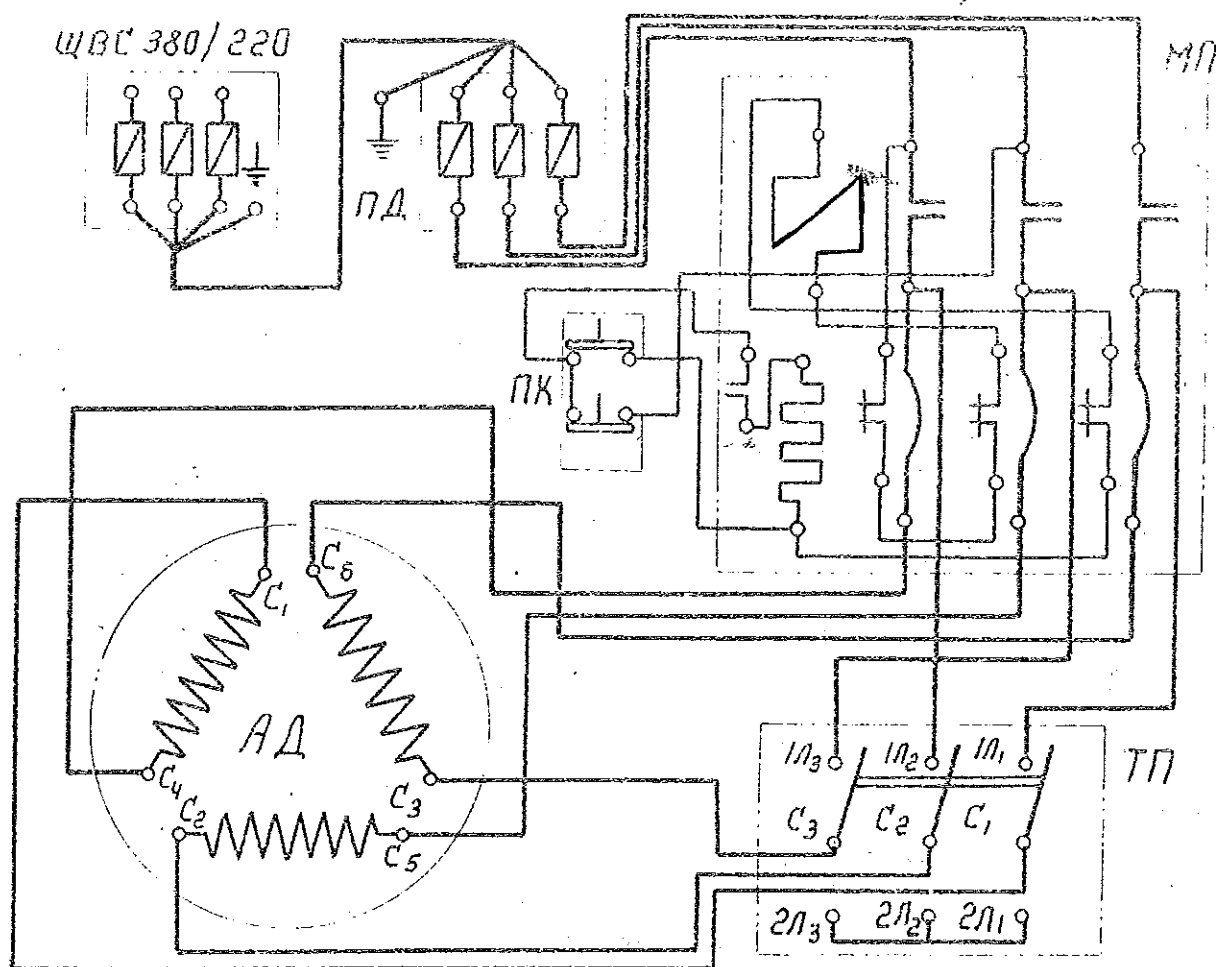 ЩВС 380/220
МП
ПД
ПК
С₁
С₆
АД
С₄
С₃
С₂
С₅
1Л₃ 1Л₂ 1Л₁
ТП
С₃ С₂ С₁
2Л₃ 2Л₂ 2Л₁